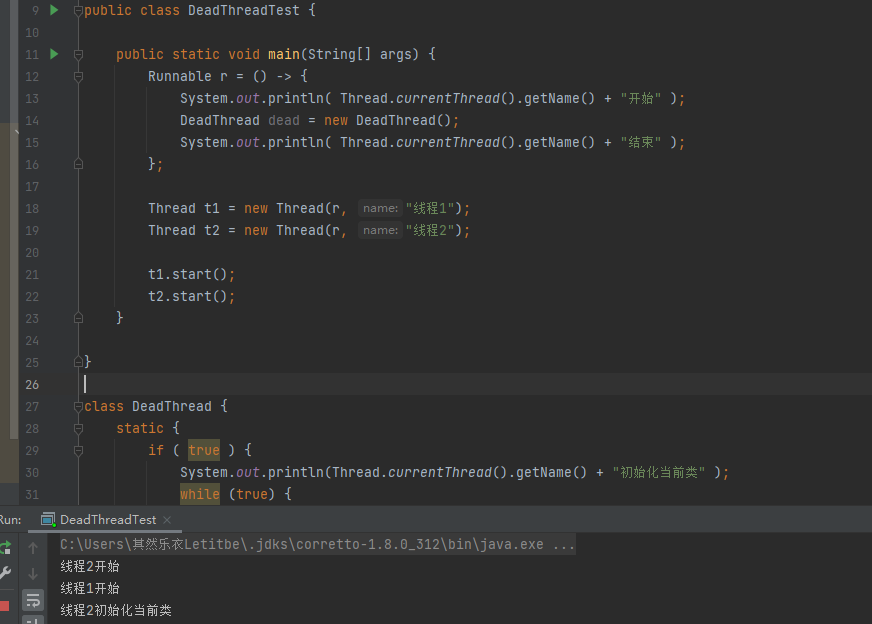 9 public class DeadThreadTest {
10
11 public static void main(String[] args) {
12 Runnable r = () -> {
13 System.out.println( Thread.currentThread().getName() + "开始" );
14 DeadThread dead = new DeadThread();
15 System.out.println( Thread.currentThread().getName() + "结束" );
16 };
17
18 Thread t1 = new Thread(r, name: "线程1");
19 Thread t2 = new Thread(r, name: "线程2");
20
21 t1.start();
22 t2.start();
23 }
24
25 }
26
27 class DeadThread {
28 static {
29 if ( true ) {
30 System.out.println(Thread.currentThread().getName() + "初始化当前类" );
31 while (true) {
Run: DeadThreadTest ×
C:\Users\其然乐衣Letitbe\.jdks\corretto-1.8.0_312\bin\java.exe ...
线程2开始
线程1开始
线程2初始化当前类